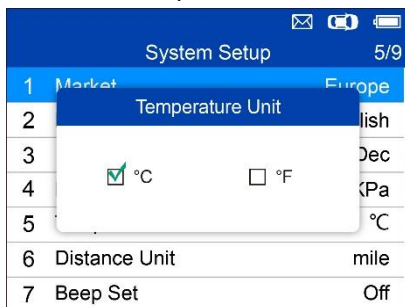 System Setup 5/9
1 Market Europe
Temperature Unit
2 lish
3 Dec
°C °F
4 KPa
5 °C
6 Distance Unit mile
7 Beep Set Off